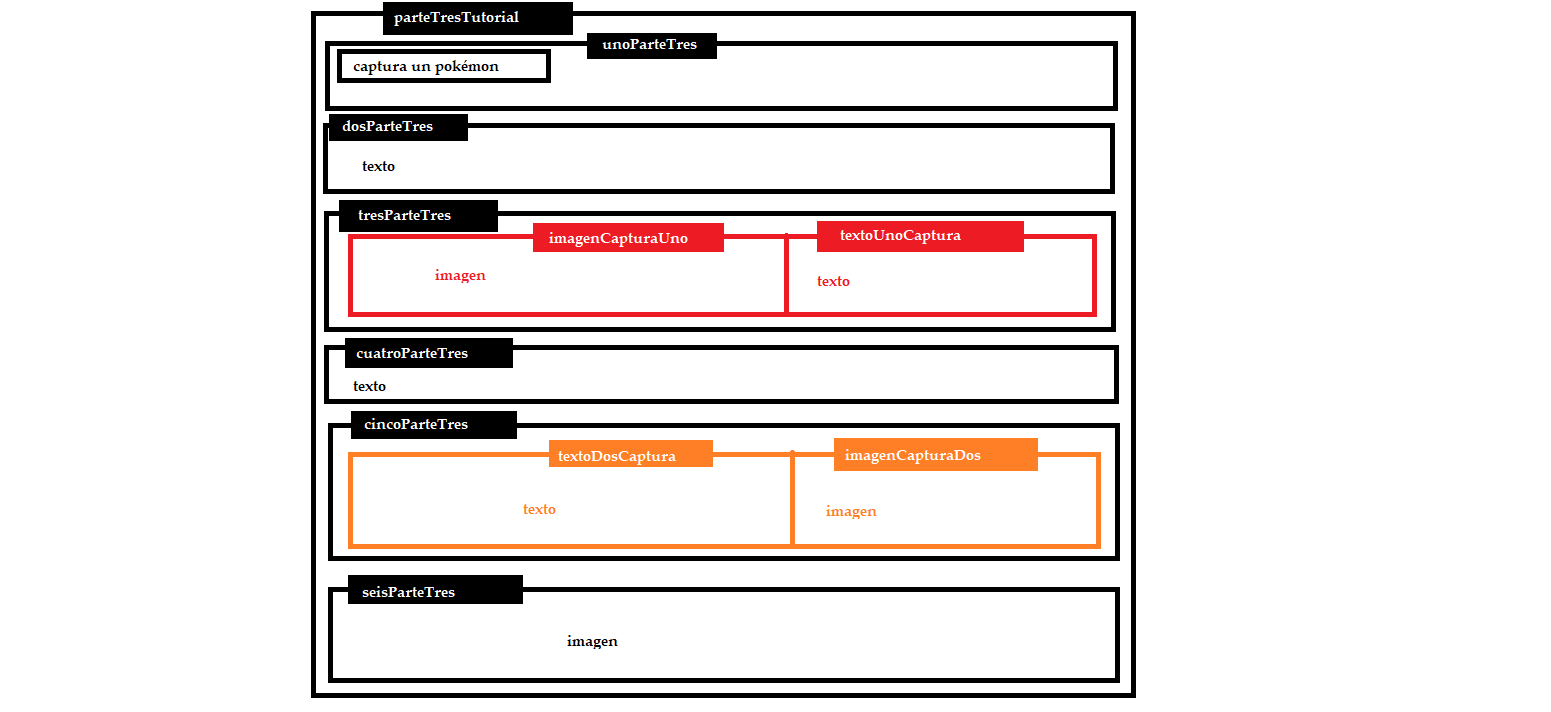 parteTresTutorial
unoParteTres
captura un pokémon
dosParteTres
texto
tresParteTres
imagenCapturaUno
textoUnoCaptura
imagen
texto
cuatroParteTres
texto
cincoParteTres
textoDosCaptura
imagenCapturaDos
texto
imagen
seisParteTres
imagen